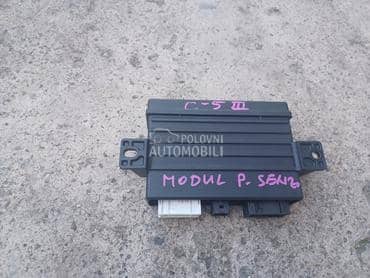 C-5 III
POLOVNI
AUTOMOBILI
MODUL P. SENZ